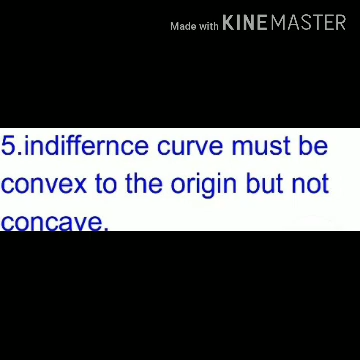 Made with KINEMASTER
5.indiffernce curve must be
convex to the origin but not
concave.